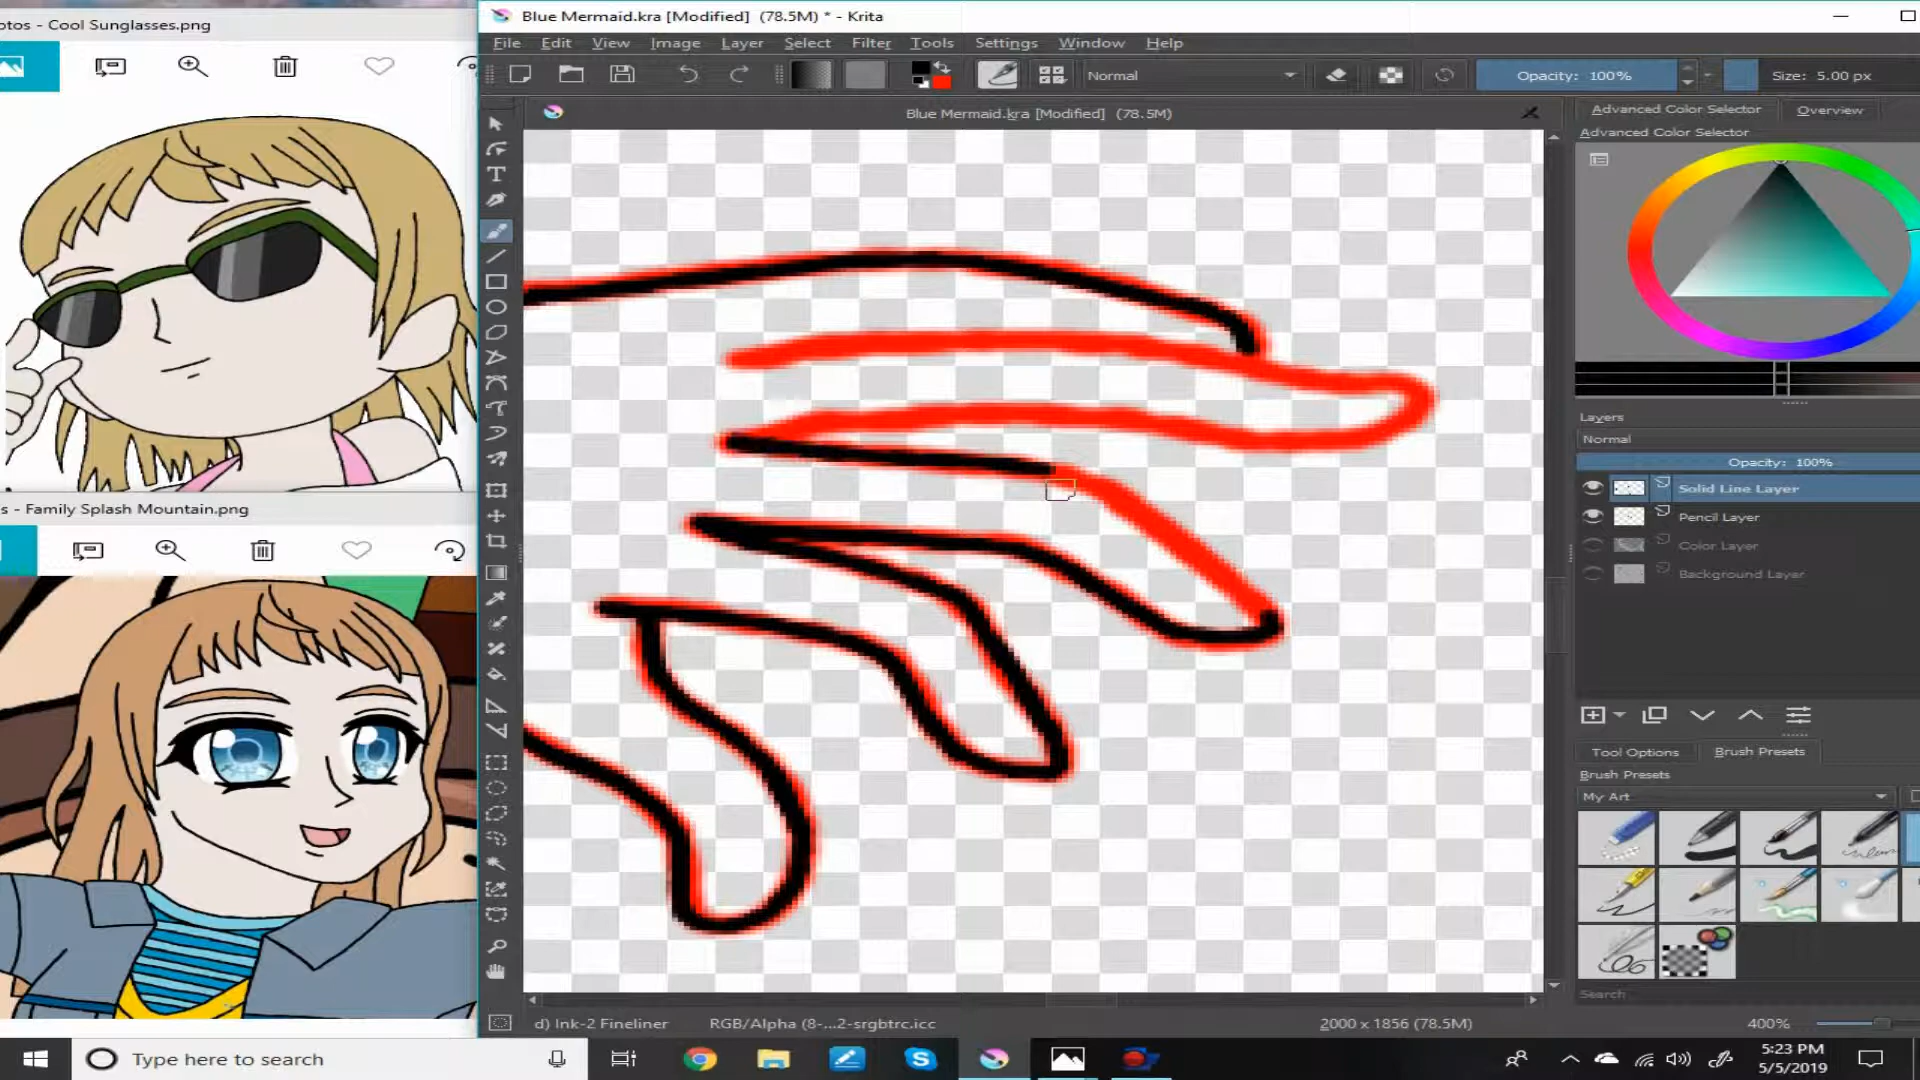 otos - Cool Sunglasses.png
s - Family Splash Mountain.png
Blue Mermaid.kra [Modified] (78.5M) * - Krita
File Edit View Image Layer Select Filter Tools Settings Window Help
Normal
Opacity: 100%
Size: 5.00 px
Blue Mermaid.kra [Modified] (78.5M)
Advanced Color Selector
Overview
Advanced Color Selector
Layers
Normal
Opacity: 100%
Solid Line Layer
Pencil Layer
Color Layer
Background Layer
Tool Options
Brush Presets
Brush Presets
My Art
Search
d) Ink-2 Fineliner
RGB/Alpha (8-...2-srgbtrc.icc
2000 x 1856 (78.5M)
400%
Type here to search
5:23 PM
5/5/2019